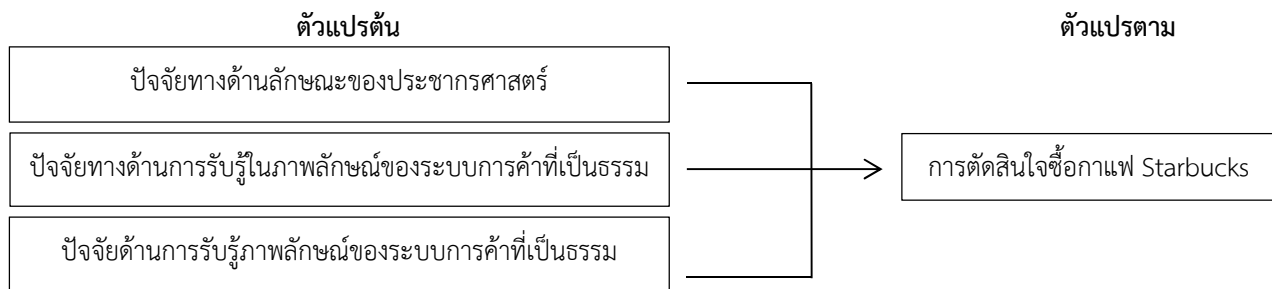 ตัวแปรต้น
ตัวแปรตาม
ปัจจัยทางด้านลักษณะของประชากรศาสตร์
ปัจจัยทางด้านการรับรู้ในภาพลักษณ์ของระบบการค้าที่เป็นธรรม
การตัดสินใจซื้อกาแฟ Starbucks
ปัจจัยด้านการรับรู้ภาพลักษณ์ของระบบการค้าที่เป็นธรรม